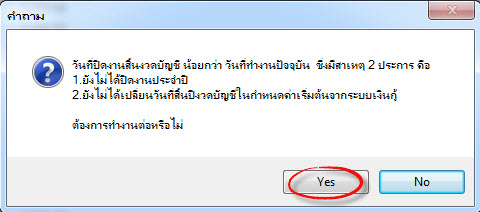 คำถาม
วันที่ปิดงานสิ้นงวดบัญชี น้อยกว่า วันที่ทำงานปัจจุบัน ซึ่งมีสาเหตุ 2 ประการ คือ
1.ยังไม่ได้ปิดงานประจำปี
2.ยังไม่ได้เปลี่ยนวันที่สิ้นปีงวดบัญชีในกำหนดค่าเริ่มต้นจากระบบเงินกู้
ต้องการทำงานต่อหรือไม่
Yes No